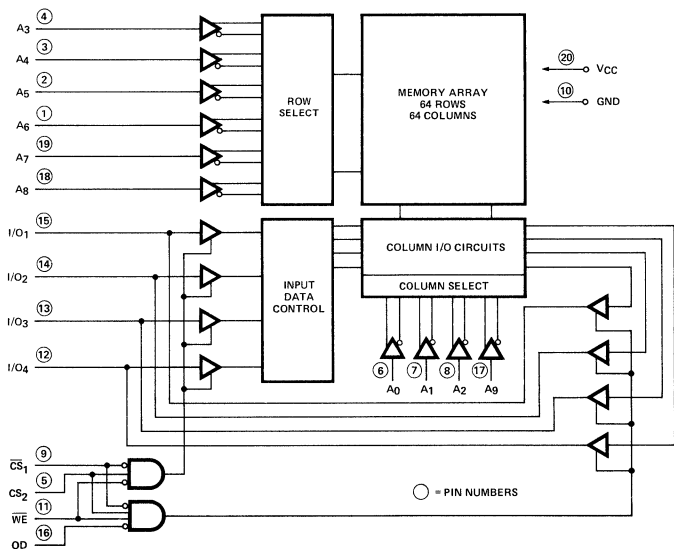 A3 4
A4 3
A5 2
A6 1
A7 19
A8 18
ROW
SELECT
MEMORY ARRAY
64 ROWS
64 COLUMNS
20 VCC
10 GND
I/O1 15
I/O2 14
I/O3 13
I/O4 12
INPUT
DATA
CONTROL
COLUMN I/O CIRCUITS
COLUMN SELECT
6 7 8 17
A0 A1 A2 A9
C̅S̅1 9
CS2 5
W̅E̅ 11
OD 16
= PIN NUMBERS